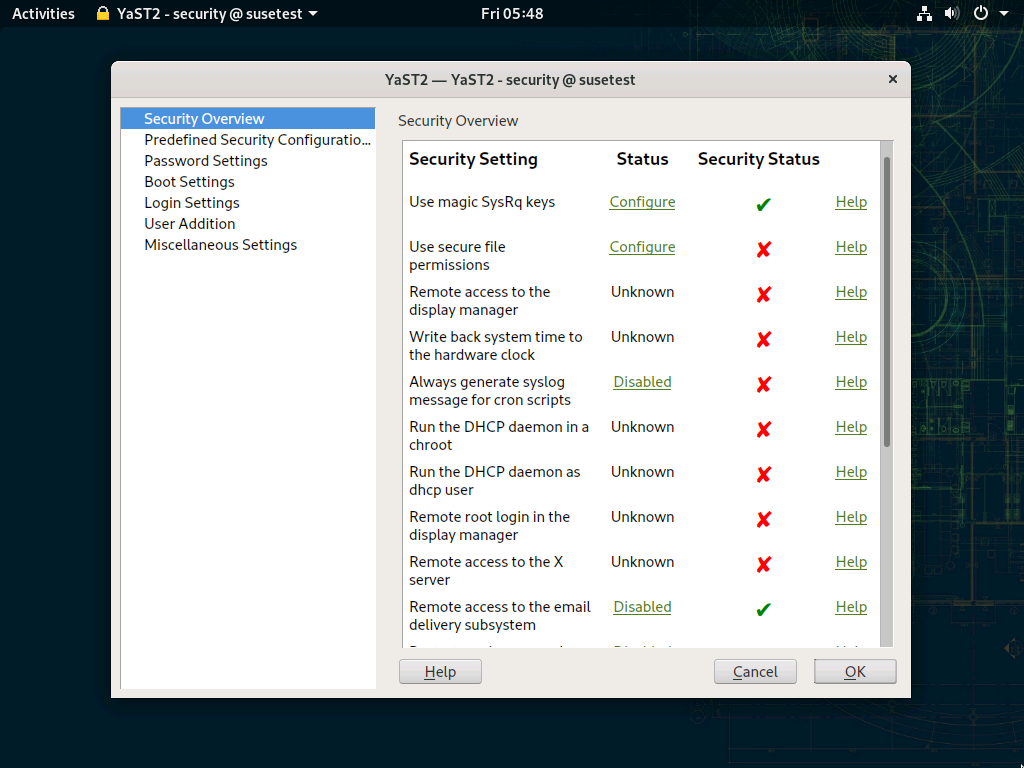 Activities YaST2 - security @ susetest Fri 05:48
YaST2 — YaST2 - security @ susetest
Security Overview
Predefined Security Configuratio...
Password Settings
Boot Settings
Login Settings
User Addition
Miscellaneous Settings
Security Overview
Security Setting Status Security Status
Use magic SysRq keys Configure Help
Use secure file Configure Help
permissions
Remote access to the Unknown Help
display manager
Write back system time to Unknown Help
the hardware clock
Always generate syslog Disabled Help
message for cron scripts
Run the DHCP daemon in a Unknown Help
chroot
Run the DHCP daemon as Unknown Help
dhcp user
Remote root login in the Unknown Help
display manager
Remote access to the X Unknown Help
server
Remote access to the email Disabled Help
delivery subsystem
Help Cancel OK